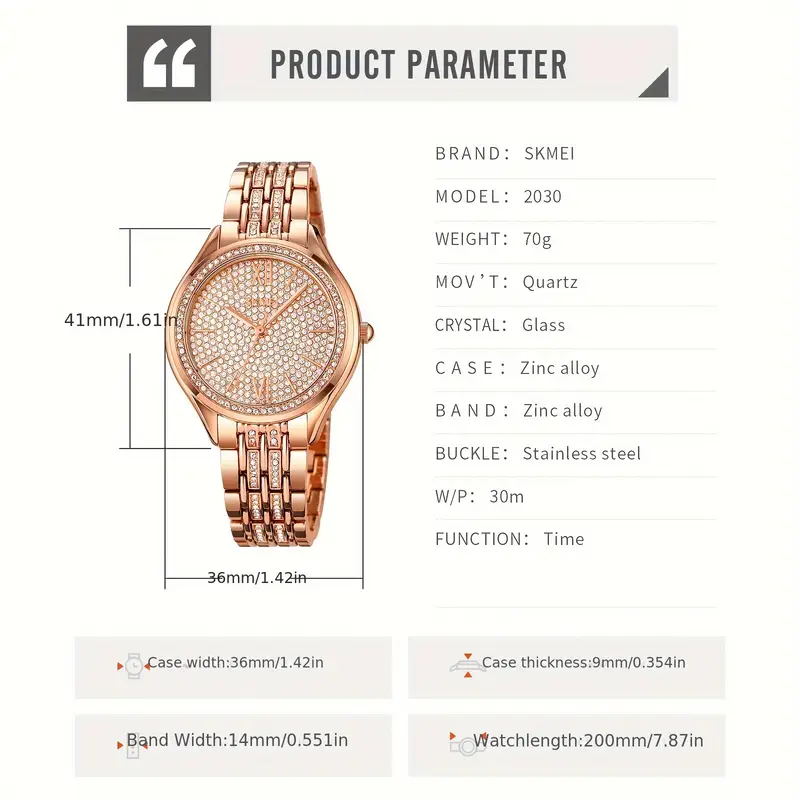 PRODUCT PARAMETER
BRAND: SKMEI
MODEL: 2030
WEIGHT: 70g
MOV'T: Quartz
CRYSTAL: Glass
CASE: Zinc alloy
BAND: Zinc alloy
BUCKLE: Stainless steel
W/P: 30m
FUNCTION: Time
41mm/1.61in
SKMEI
36mm/1.42in
Case width:36mm/1.42in
Case thickness:9mm/0.354in
Band Width:14mm/0.551in
Watchlength:200mm/7.87in